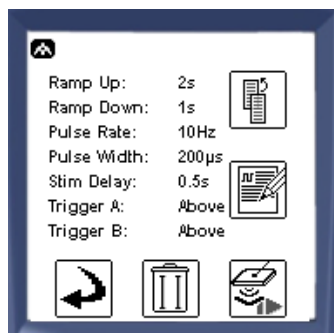 Ramp Up: 2s
Ramp Down: 1s
Pulse Rate: 10Hz
Pulse Width: 200µs
Stim Delay: 0.5s
Trigger A: Above
Trigger B: Above